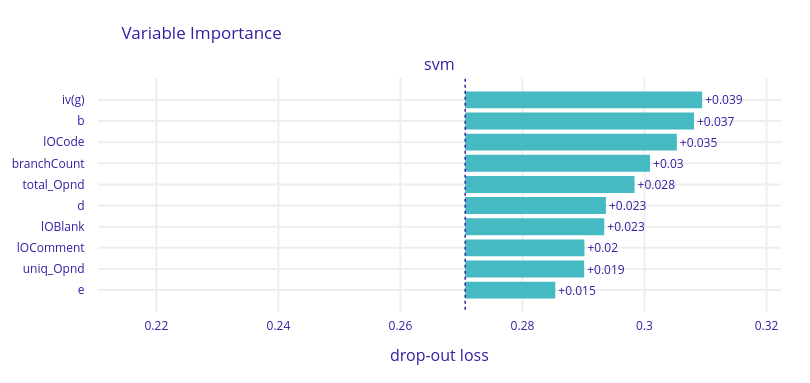 Variable Importance
svm
iv(g) +0.039
b +0.037
lOCode +0.035
branchCount +0.03
total_Opnd +0.028
d +0.023
lOBlank +0.023
lOComment +0.02
uniq_Opnd +0.019
e +0.015
0.22 0.24 0.26 0.28 0.3 0.32
drop-out loss